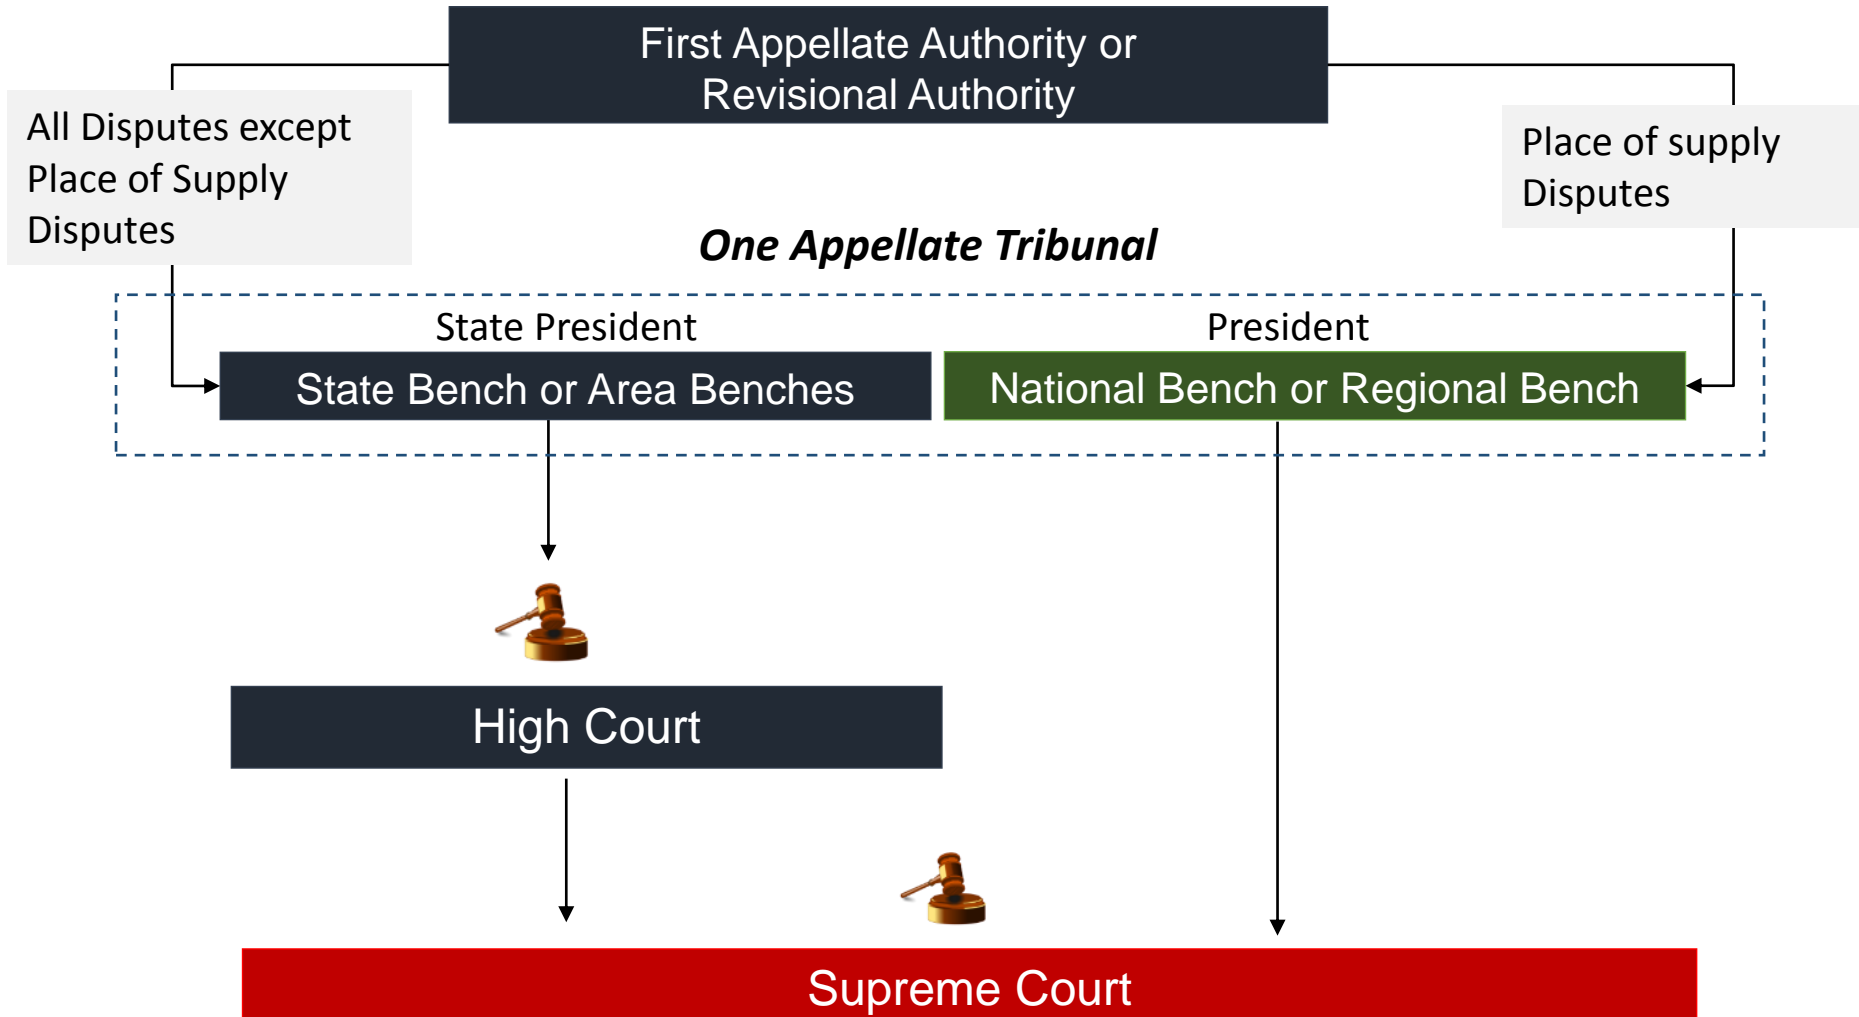 First Appellate Authority or
Revisional Authority
All Disputes except
Place of Supply
Disputes
Place of supply
Disputes
One Appellate Tribunal
State President
President
State Bench or Area Benches
National Bench or Regional Bench
High Court
Supreme Court